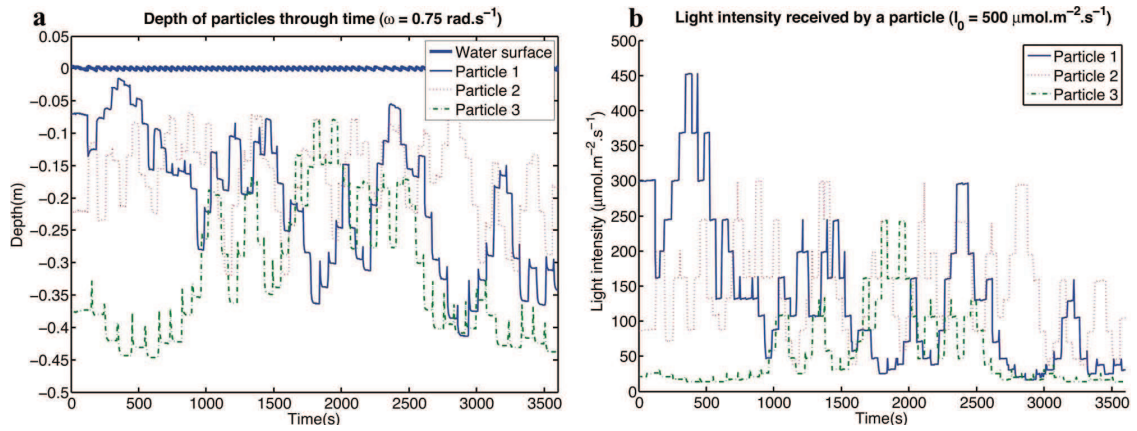 a
Depth of particles through time (ω = 0.75 rad.s⁻¹)
0.05
0
−0.05
−0.1
−0.15
−0.2
−0.25
−0.3
−0.35
−0.4
−0.45
−0.5
Depth(m)
Water surface
Particle 1
Particle 2
Particle 3
0 500 1000 1500 2000 2500 3000 3500
Time(s)
b
Light intensity received by a particle (I₀ = 500 μmol.m⁻².s⁻¹)
500
450
400
350
300
250
200
150
100
50
0
Light intensity (μmol.m⁻².s⁻¹)
Particle 1
Particle 2
Particle 3
0 500 1000 1500 2000 2500 3000 3500
Time(s)